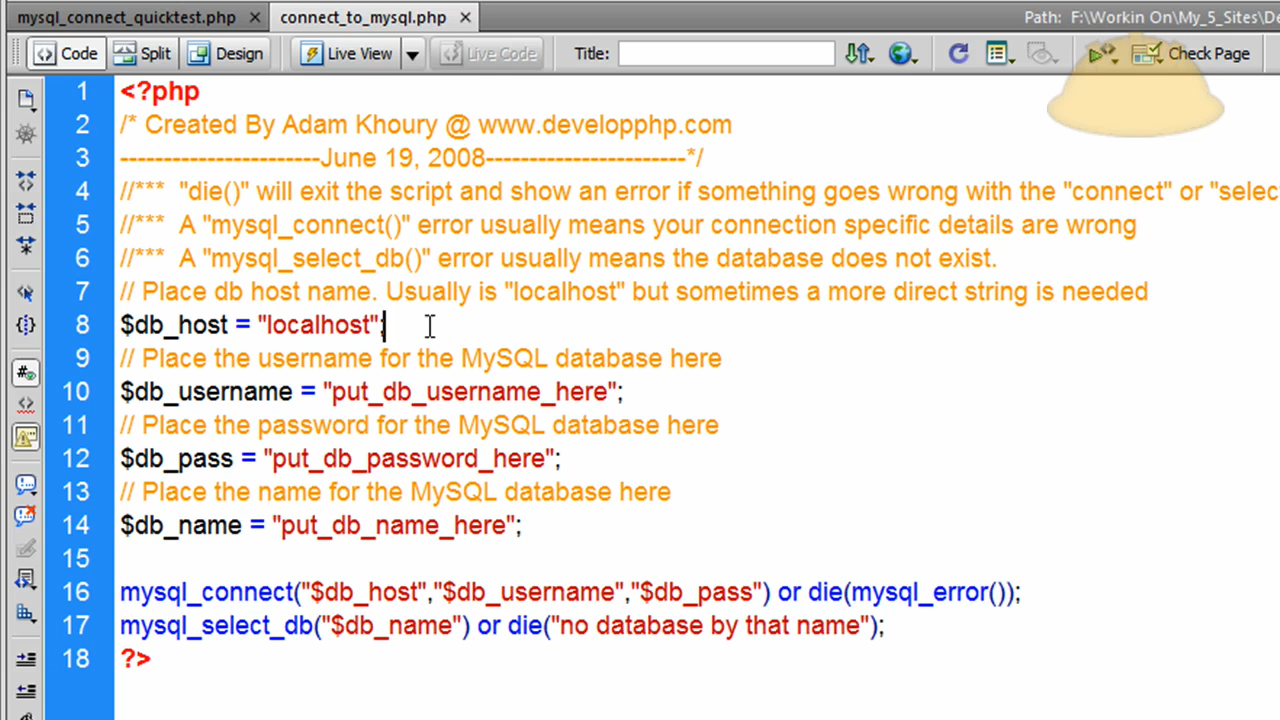 mysql_connect_quicktest.php × connect_to_mysql.php × Path: F:\Workin On\My_5_Sites\De
Code Split Design Live View Live Code Title: Check Page
1 <?php
2 /* Created By Adam Khoury @ www.developphp.com
3 -----------------------June 19, 2008-----------------------*/
4 //*** "die()" will exit the script and show an error if something goes wrong with the "connect" or "selec
5 //*** A "mysql_connect()" error usually means your connection specific details are wrong
6 //*** A "mysql_select_db()" error usually means the database does not exist.
7 // Place db host name. Usually is "localhost" but sometimes a more direct string is needed
8 $db_host = "localhost";
9 // Place the username for the MySQL database here
10 $db_username = "put_db_username_here";
11 // Place the password for the MySQL database here
12 $db_pass = "put_db_password_here";
13 // Place the name for the MySQL database here
14 $db_name = "put_db_name_here";
15
16 mysql_connect("$db_host","$db_username","$db_pass") or die(mysql_error());
17 mysql_select_db("$db_name") or die("no database by that name");
18 ?>